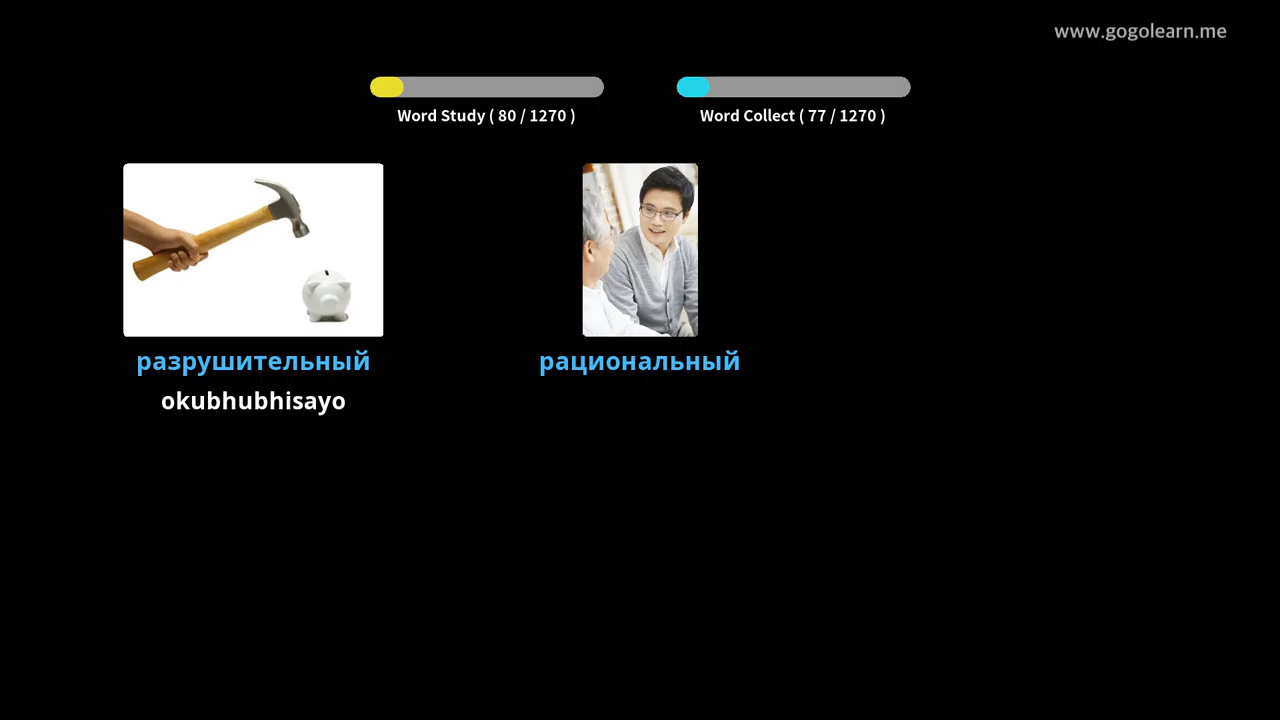 www.gogolearn.me
Word Study ( 80 / 1270 )
Word Collect ( 77 / 1270 )
разрушительный
рациональный
okubhubhisayo